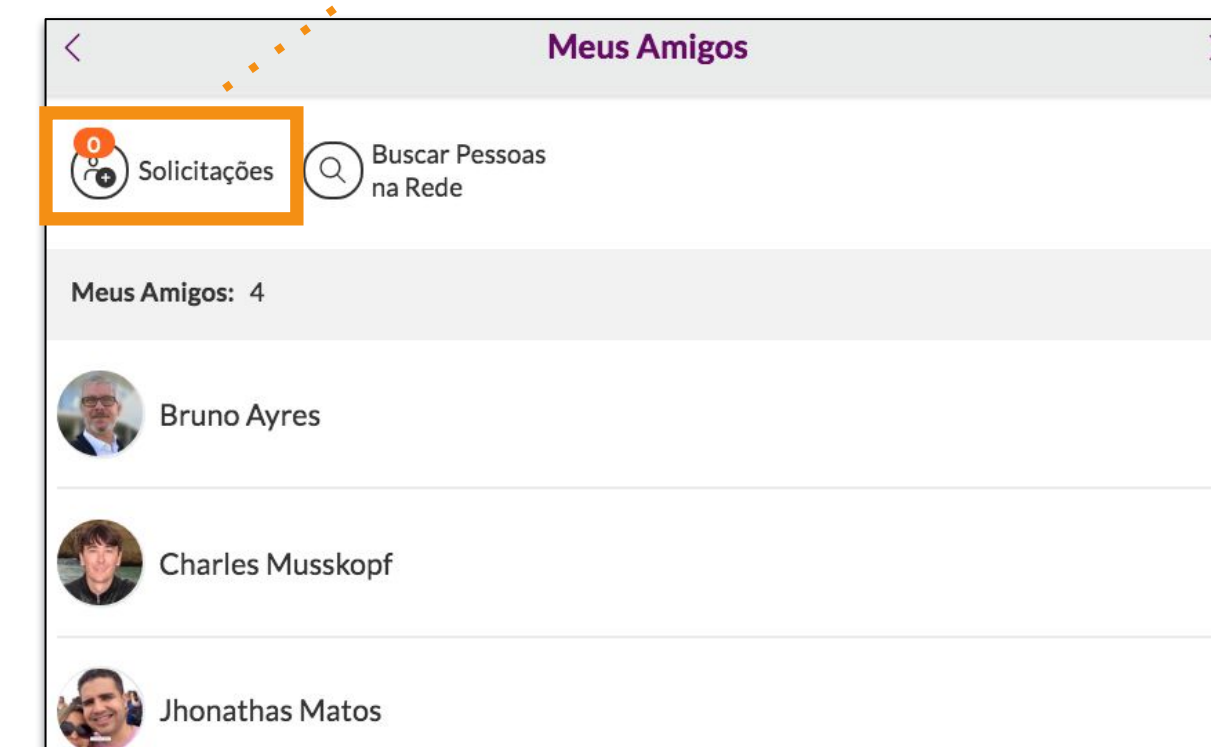 Meus Amigos
0
Solicitações
Buscar Pessoas
na Rede
Meus Amigos: 4
Bruno Ayres
Charles Musskopf
Jhonathas Matos